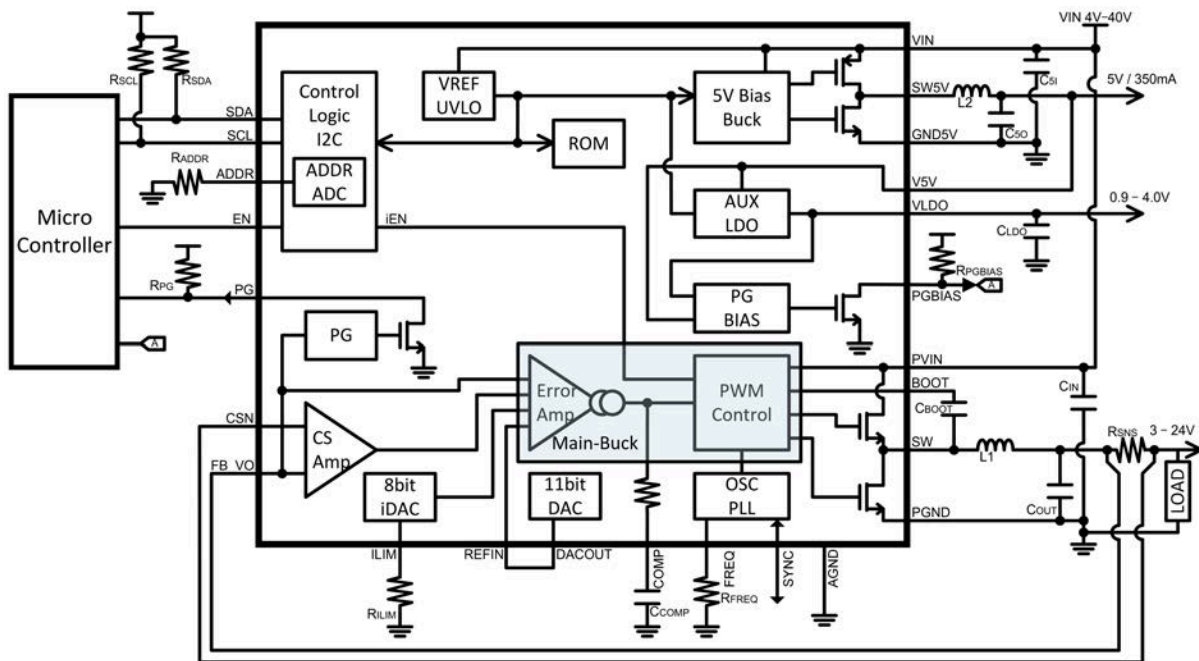 VIN 4V–40V
VIN
RSCL
RSDA
Control
Logic
I2C
VREF
UVLO
5V Bias
Buck
SW5V
L2
C5I
5V / 350mA
C5O
GND5V
SDA
SCL
ROM
RADDR
ADDR
ADDR
ADC
V5V
Micro
Controller
AUX
LDO
VLDO
0.9 – 4.0V
EN
iEN
CLDO
RPG
PG
PG
BIAS
RPGBIAS
PGBIAS
A
PG
A
PVIN
Error
Amp
PWM
Control
BOOT
CIN
CBOOT
CSN
CS
Amp
Main-Buck
SW
L1
RSNS
3 – 24V
FB_VO
8bit
iDAC
11bit
DAC
OSC
PLL
COUT
LOAD
PGND
ILIM
REFIN
DACOUT
COMP
FREQ
SYNC
AGND
RILIM
CCOMP
RFREQ